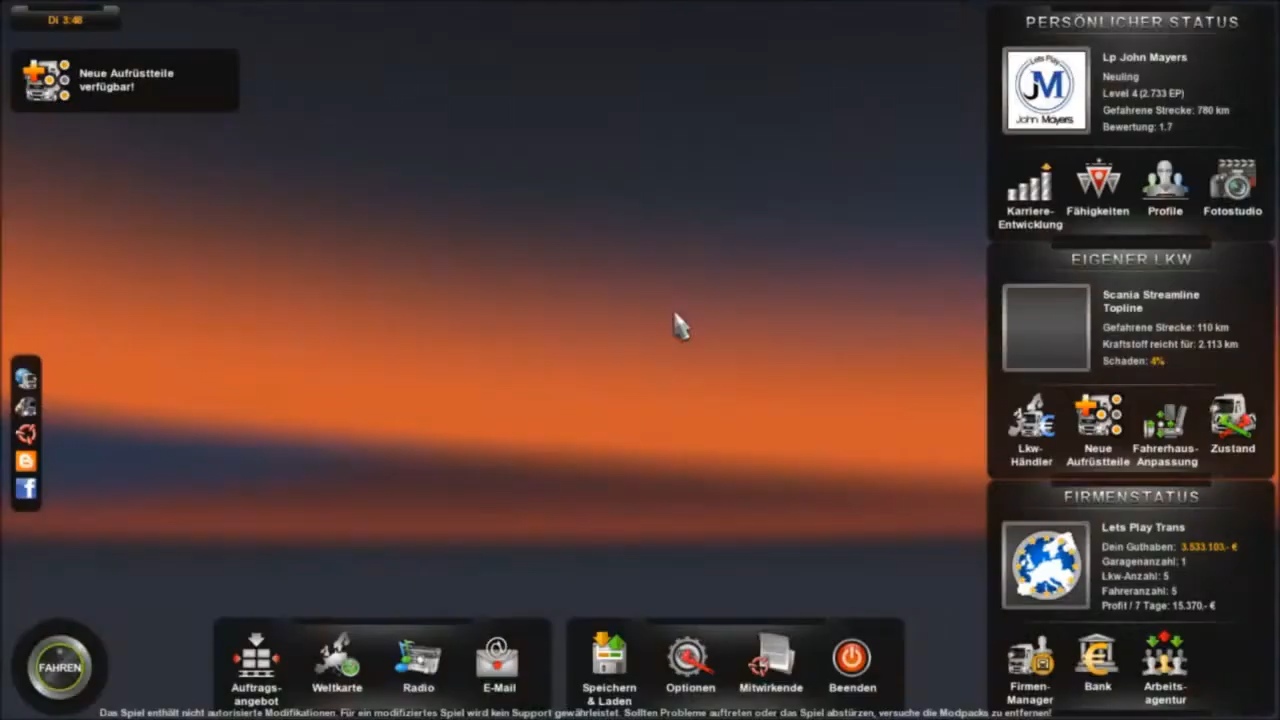 Di 3:48
Neue Aufrüstteile
verfügbar!
PERSÖNLICHER STATUS
Lets Play
JM
John Mayers
Lp John Mayers
Neuling
Level 4 (2.733 EP)
Gefahrene Strecke: 780 km
Bewertung: 1.7
Karriere-
Entwicklung
Fähigkeiten
Profile
Fotostudio
EIGENER LKW
Scania Streamline
Topline
Gefahrene Strecke: 110 km
Kraftstoff reicht für: 2.113 km
Schaden: 4%
Lkw-
Händler
Neue
Aufrüstteile
Fahrerhaus-
Anpassung
Zustand
FIRMENSTATUS
Lets Play Trans
Dein Guthaben: 3.533.103,- €
Garagenanzahl: 1
Lkw-Anzahl: 5
Fahreranzahl: 5
Profit / 7 Tage: 15.370,- €
Firmen-
Manager
Bank
Arbeits-
agentur
FAHREN
Auftrags-
angebot
Weltkarte
Radio
E-Mail
Speichern
& Laden
Optionen
Mitwirkende
Beenden
Das Spiel enthält nicht autorisierte Modifikationen. Für ein modifiziertes Spiel wird kein Support gewährleistet. Sollten Probleme auftreten oder das Spiel abstürzen, versuche die Modpacks zu entfernen!